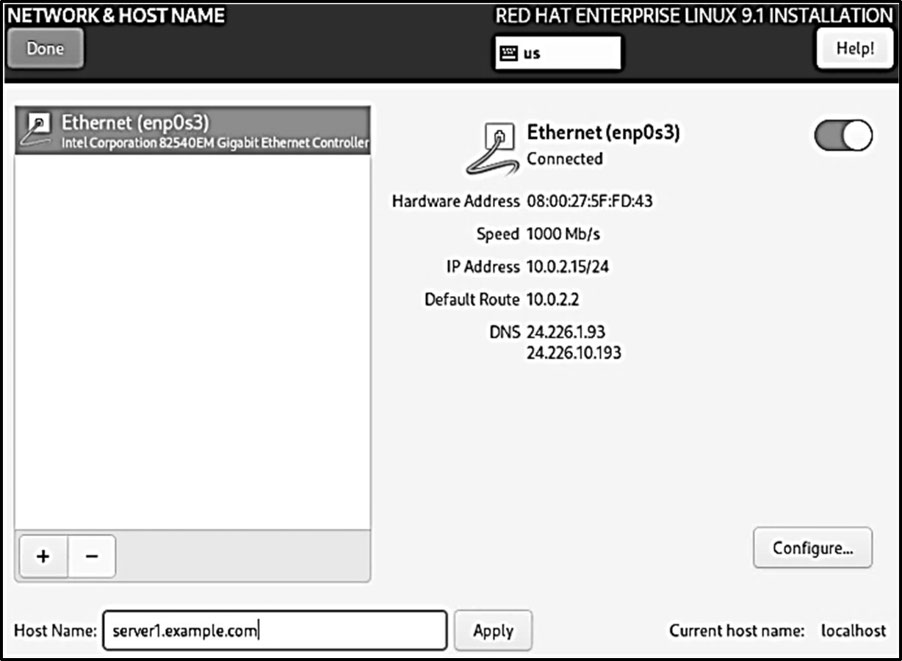 NETWORK & HOST NAME
RED HAT ENTERPRISE LINUX 9.1 INSTALLATION
Done
us
Help!
Ethernet (enp0s3)
Intel Corporation 82540EM Gigabit Ethernet Controller
Ethernet (enp0s3)
Connected
Hardware Address 08:00:27:5F:FD:43
Speed 1000 Mb/s
IP Address 10.0.2.15/24
Default Route 10.0.2.2
DNS 24.226.1.93
24.226.10.193
+ −
Configure...
Host Name: server1.example.com Apply Current host name: localhost